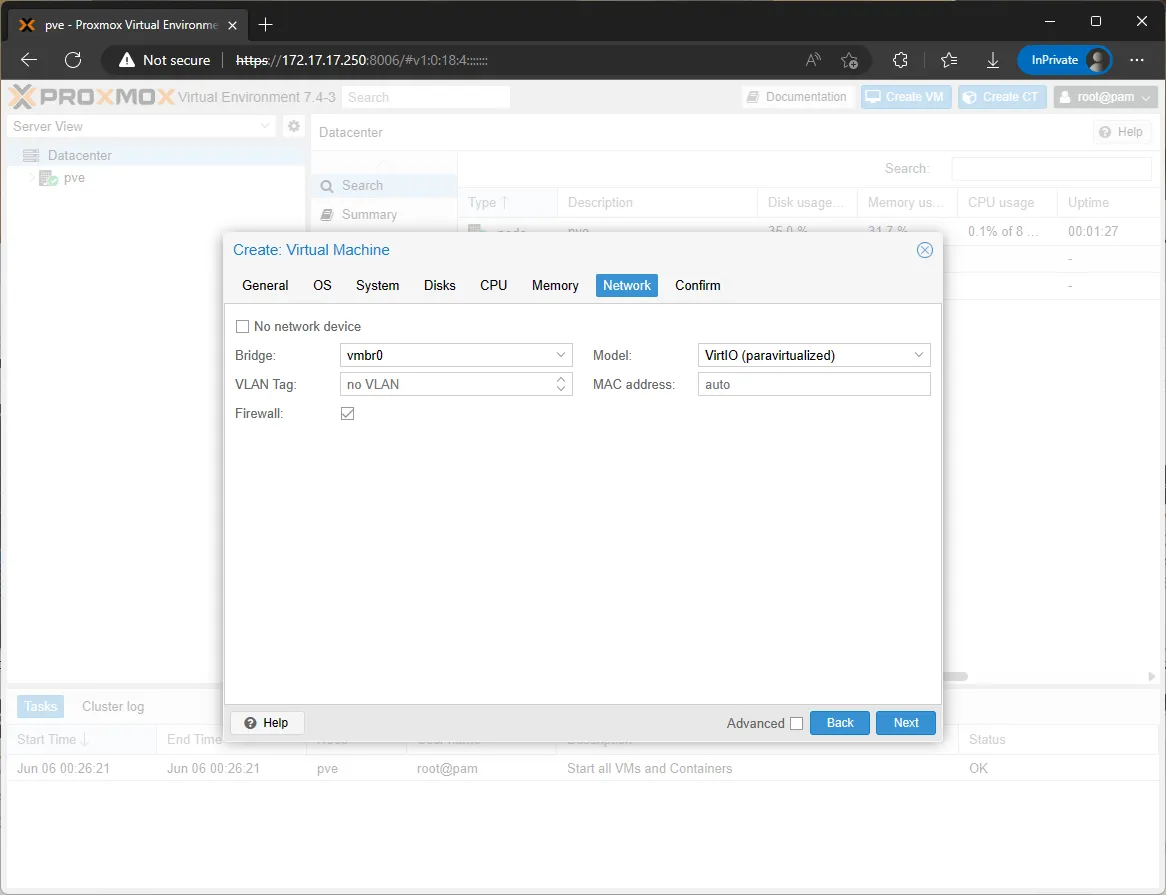 pve - Proxmox Virtual Environme
Not secure https://172.17.17.250:8006/#v1:0:18:4:::::::
InPrivate
PROXMOX Virtual Environment 7.4-3 Search Documentation Create VM Create CT root@pam
Server View Datacenter Help
Datacenter
pve
Search:
Search
Summary
Type Description Disk usage... Memory us... CPU usage Uptime
node pve 35.0 % 31.7 % 0.1% of 8 ... 00:01:27
-
-
Create: Virtual Machine
General OS System Disks CPU Memory Network Confirm
No network device
Bridge: vmbr0 Model: VirtIO (paravirtualized)
VLAN Tag: no VLAN MAC address: auto
Firewall:
Help Advanced Back Next
Tasks Cluster log
Start Time End Time Node User name Description Status
Jun 06 00:26:21 Jun 06 00:26:21 pve root@pam Start all VMs and Containers OK